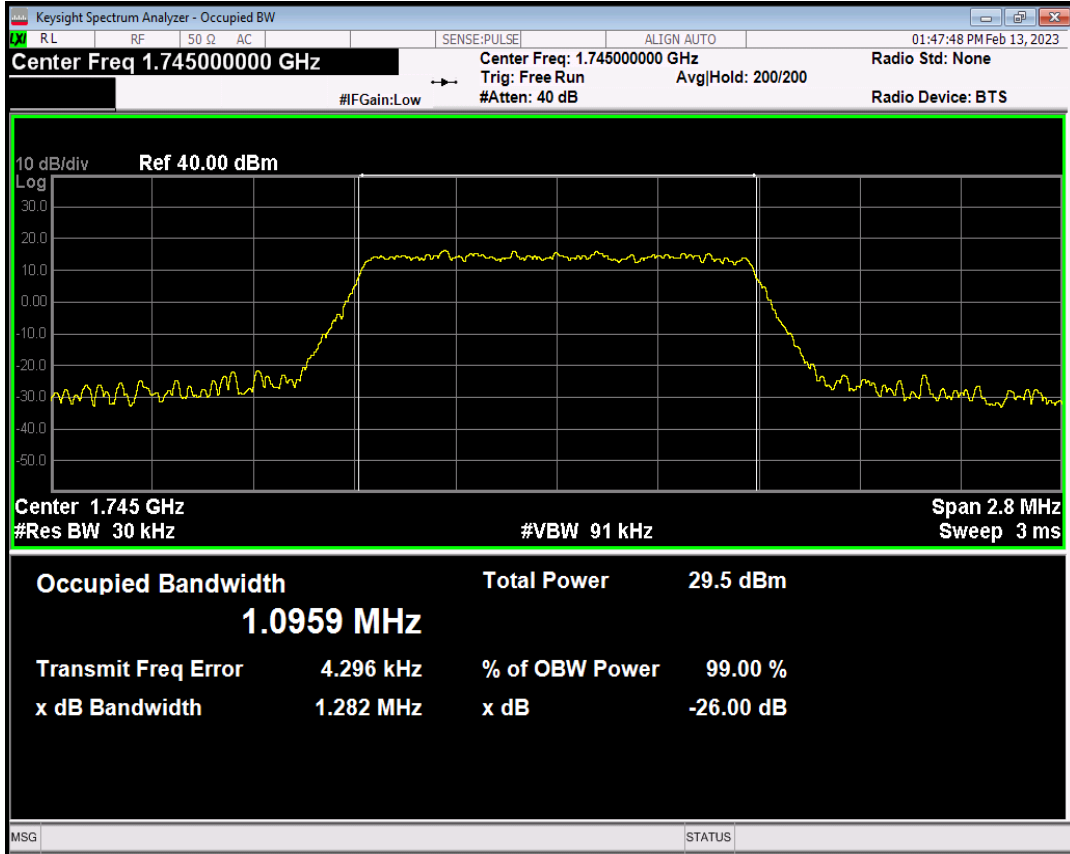 Keysight Spectrum Analyzer - Occupied BW
LXI RL RF 50 Ω AC SENSE:PULSE ALIGN AUTO 01:47:48 PM Feb 13, 2023
Center Freq 1.745000000 GHz Center Freq: 1.745000000 GHz Radio Std: None
Trig: Free Run Avg|Hold: 200/200
#IFGain:Low #Atten: 40 dB Radio Device: BTS
10 dB/div Ref 40.00 dBm
Log
30.0
20.0
10.0
0.00
-10.0
-20.0
-30.0
-40.0
-50.0
Center 1.745 GHz Span 2.8 MHz
#Res BW 30 kHz #VBW 91 kHz Sweep 3 ms
Occupied Bandwidth Total Power 29.5 dBm
1.0959 MHz
Transmit Freq Error 4.296 kHz % of OBW Power 99.00 %
x dB Bandwidth 1.282 MHz x dB -26.00 dB
MSG STATUS